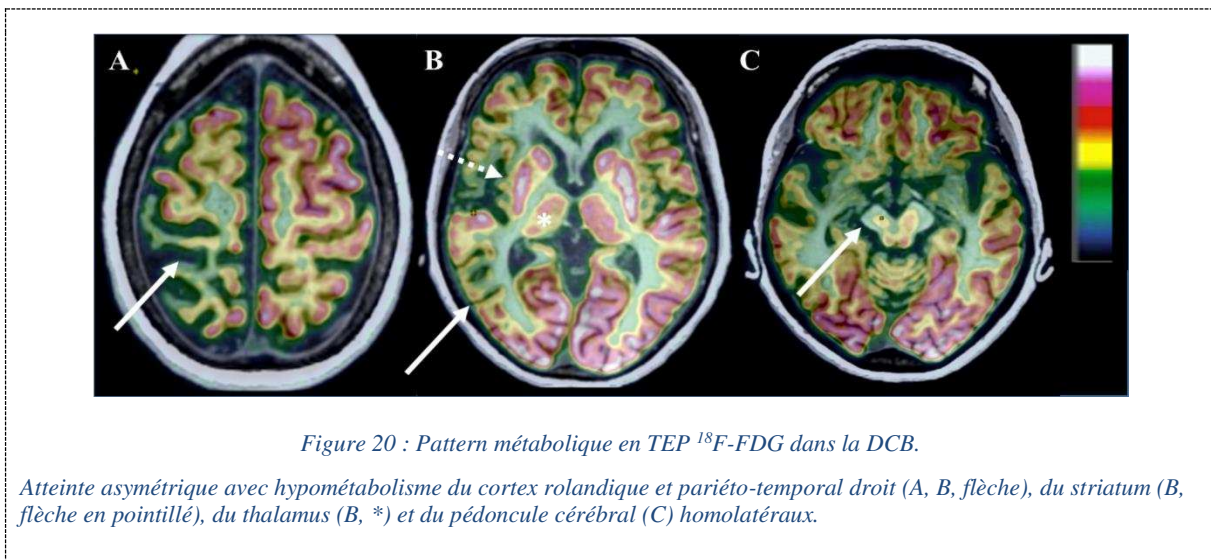 A B C
*
Figure 20 : Pattern métabolique en TEP ¹⁸F-FDG dans la DCB.
Atteinte asymétrique avec hypométabolisme du cortex rolandique et pariéto-temporal droit (A, B, flèche), du striatum (B,
flèche en pointillé), du thalamus (B, *) et du pédoncule cérébral (C) homolatéraux.